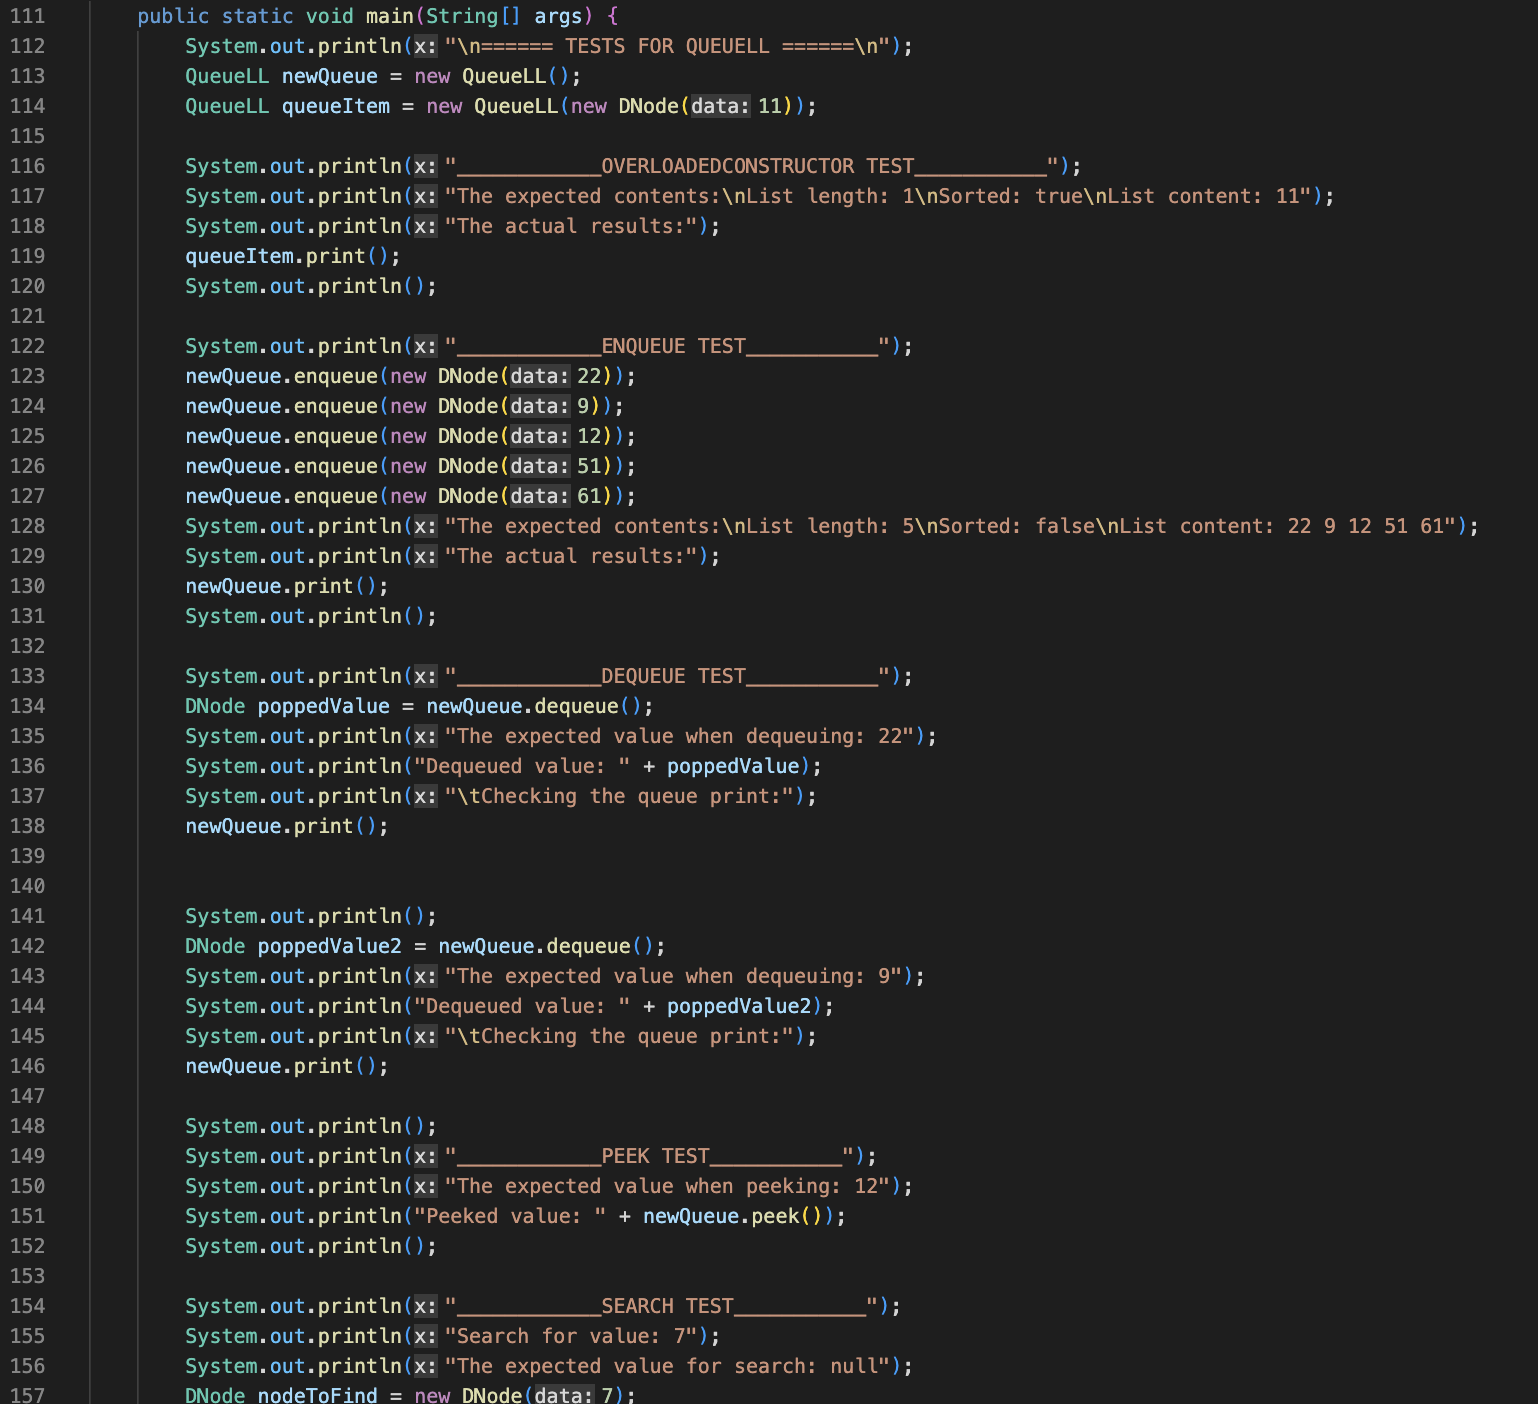 111 public static void main(String[] args) {
112 System.out.println(x: "\n====== TESTS FOR QUEUELL ======\n");
113 QueueLL newQueue = new QueueLL();
114 QueueLL queueItem = new QueueLL(new DNode(data: 11));
115
116 System.out.println(x: "____________OVERLOADEDCONSTRUCTOR TEST___________");
117 System.out.println(x: "The expected contents:\nList length: 1\nSorted: true\nList content: 11");
118 System.out.println(x: "The actual results:");
119 queueItem.print();
120 System.out.println();
121
122 System.out.println(x: "____________ENQUEUE TEST___________");
123 newQueue.enqueue(new DNode(data: 22));
124 newQueue.enqueue(new DNode(data: 9));
125 newQueue.enqueue(new DNode(data: 12));
126 newQueue.enqueue(new DNode(data: 51));
127 newQueue.enqueue(new DNode(data: 61));
128 System.out.println(x: "The expected contents:\nList length: 5\nSorted: false\nList content: 22 9 12 51 61");
129 System.out.println(x: "The actual results:");
130 newQueue.print();
131 System.out.println();
132
133 System.out.println(x: "____________DEQUEUE TEST___________");
134 DNode poppedValue = newQueue.dequeue();
135 System.out.println(x: "The expected value when dequeuing: 22");
136 System.out.println("Dequeued value: " + poppedValue);
137 System.out.println(x: "\tChecking the queue print:");
138 newQueue.print();
139
140
141 System.out.println();
142 DNode poppedValue2 = newQueue.dequeue();
143 System.out.println(x: "The expected value when dequeuing: 9");
144 System.out.println("Dequeued value: " + poppedValue2);
145 System.out.println(x: "\tChecking the queue print:");
146 newQueue.print();
147
148 System.out.println();
149 System.out.println(x: "____________PEEK TEST___________");
150 System.out.println(x: "The expected value when peeking: 12");
151 System.out.println("Peeked value: " + newQueue.peek());
152 System.out.println();
153
154 System.out.println(x: "____________SEARCH TEST___________");
155 System.out.println(x: "Search for value: 7");
156 System.out.println(x: "The expected value for search: null");
157 DNode nodeToFind = new DNode(data: 7);